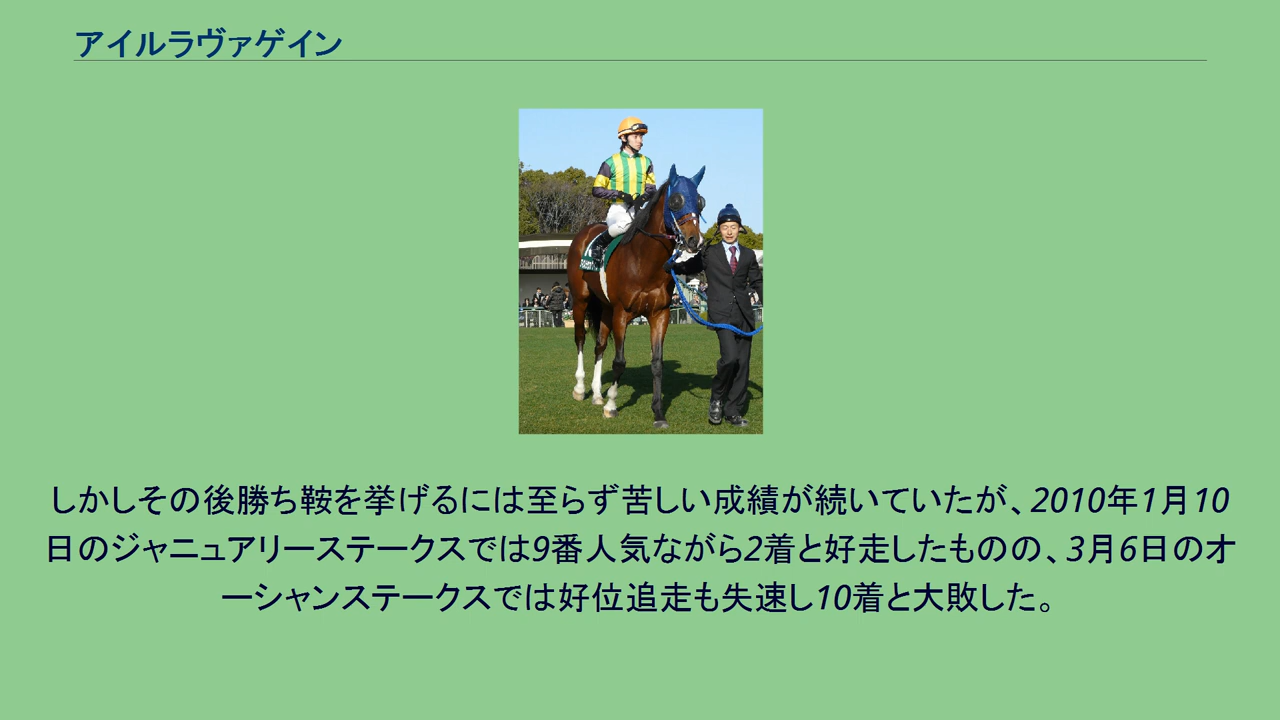 アイルラヴァゲイン
しかしその後勝ち鞍を挙げるには至らず苦しい成績が続いていたが、2010年1月10
日のジャニュアリーステークスでは9番人気ながら2着と好走したものの、3月6日のオ
ーシャンステークスでは好位追走も失速し10着と大敗した。